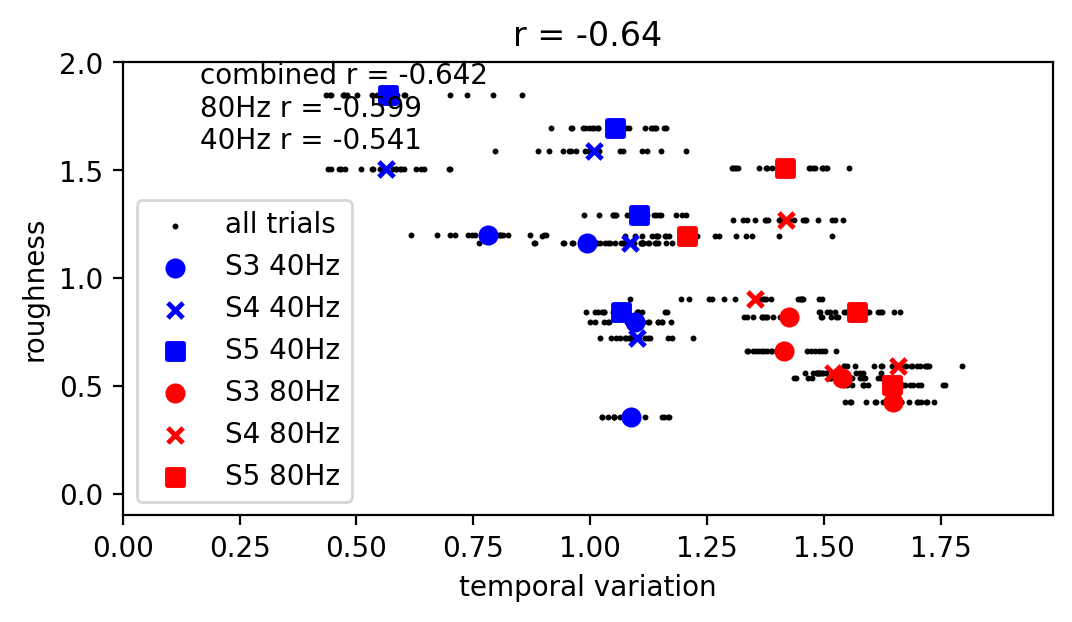 r = -0.64
combined r = -0.642
80Hz r = -0.599
40Hz r = -0.541
2.0
1.5
1.0
0.5
0.0
roughness
all trials
S3 40Hz
S4 40Hz
S5 40Hz
S3 80Hz
S4 80Hz
S5 80Hz
0.00 0.25 0.50 0.75 1.00 1.25 1.50 1.75
temporal variation